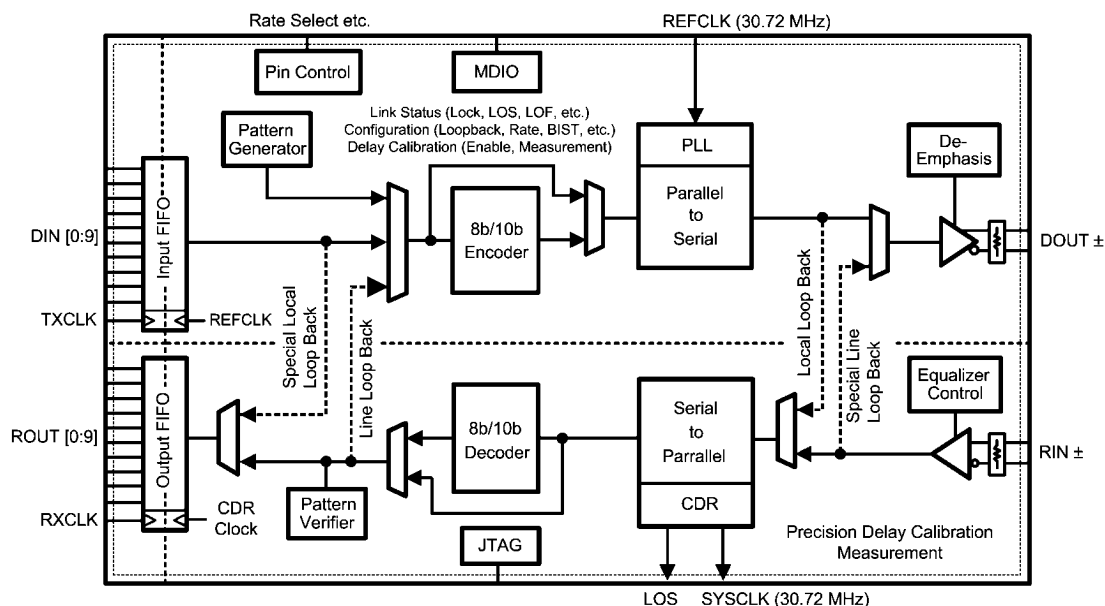 Rate Select etc.
REFCLK (30.72 MHz)
Pin Control
MDIO
Link Status (Lock, LOS, LOF, etc.)
Configuration (Loopback, Rate, BIST, etc.)
Delay Calibration (Enable, Measurement)
Pattern
Generator
PLL
Parallel
to
Serial
De-
Emphasis
DIN [0:9]
Input FIFO
8b/10b
Encoder
DOUT ±
TXCLK
REFCLK
Special Local
Loop Back
Line Loop Back
Local Loop Back
Special Line
Loop Back
Equalizer
Control
ROUT [0:9]
Output FIFO
8b/10b
Decoder
Serial
to
Parrallel
CDR
RIN ±
RXCLK
CDR
Clock
Pattern
Verifier
JTAG
Precision Delay Calibration
Measurement
LOS
SYSCLK (30.72 MHz)